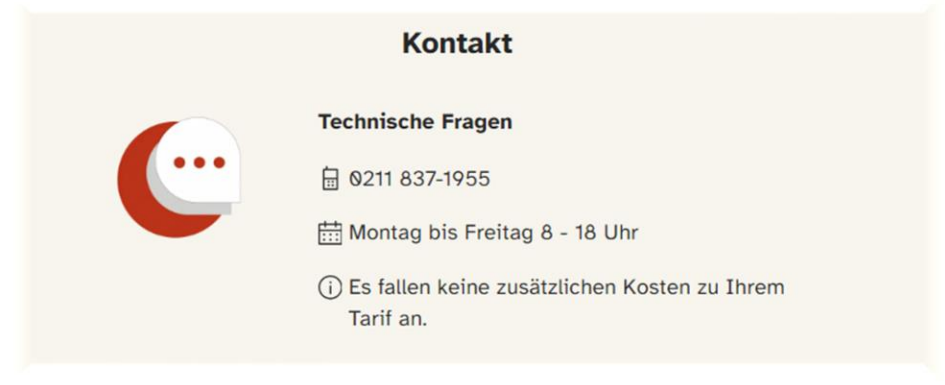 Kontakt
Technische Fragen
0211 837-1955
Montag bis Freitag 8 - 18 Uhr
Es fallen keine zusätzlichen Kosten zu Ihrem
Tarif an.